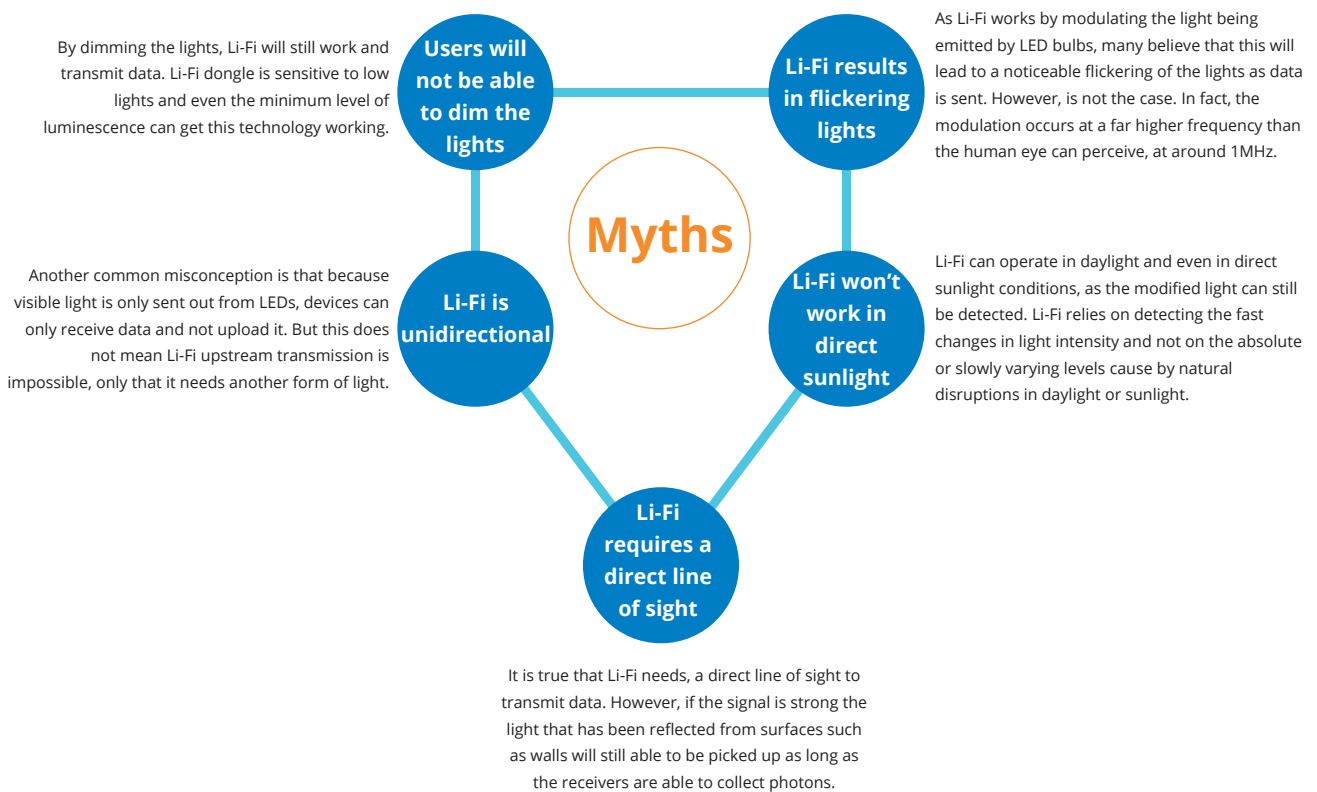 Users will
not be able
to dim the
lights
By dimming the lights, Li-Fi will still work and
transmit data. Li-Fi dongle is sensitive to low
lights and even the minimum level of
luminescence can get this technology working.
Li-Fi results
in flickering
lights
As Li-Fi works by modulating the light being
emitted by LED bulbs, many believe that this will
lead to a noticeable flickering of the lights as data
is sent. However, is not the case. In fact, the
modulation occurs at a far higher frequency than
the human eye can perceive, at around 1MHz.
Myths
Li-Fi is
unidirectional
Another common misconception is that because
visible light is only sent out from LEDs, devices can
only receive data and not upload it. But this does
not mean Li-Fi upstream transmission is
impossible, only that it needs another form of light.
Li-Fi won’t
work in
direct
sunlight
Li-Fi can operate in daylight and even in direct
sunlight conditions, as the modified light can still
be detected. Li-Fi relies on detecting the fast
changes in light intensity and not on the absolute
or slowly varying levels cause by natural
disruptions in daylight or sunlight.
Li-Fi
requires a
direct line
of sight
It is true that Li-Fi needs, a direct line of sight to
transmit data. However, if the signal is strong the
light that has been reflected from surfaces such
as walls will still able to be picked up as long as
the receivers are able to collect photons.